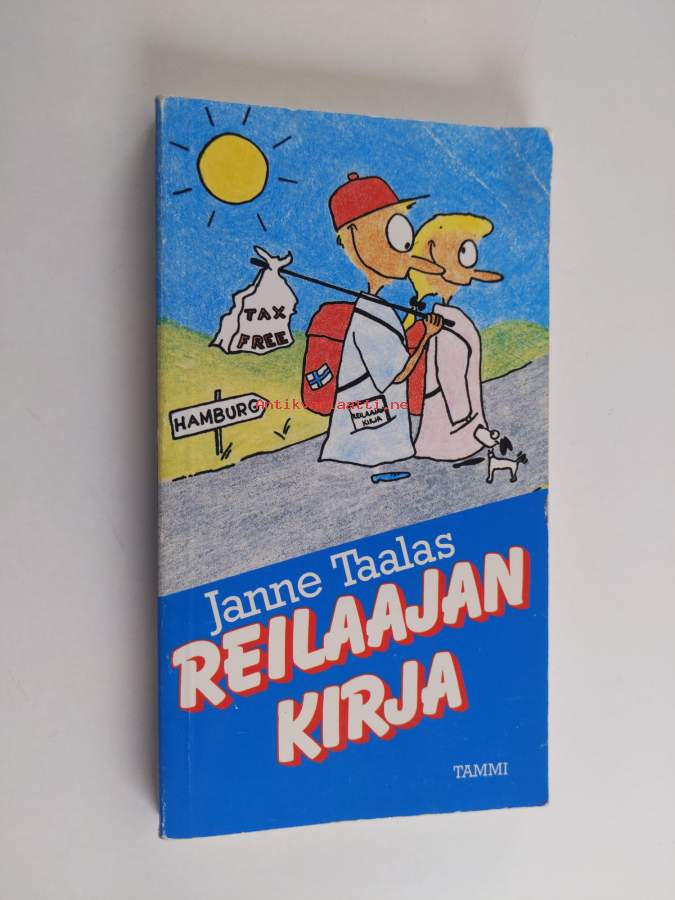 TAX
FREE
HAMBURG
Antikvariaatti.net
REILAAJAN
KIRJA
Janne Taalas
REILAAJAN
KIRJA
TAMMI